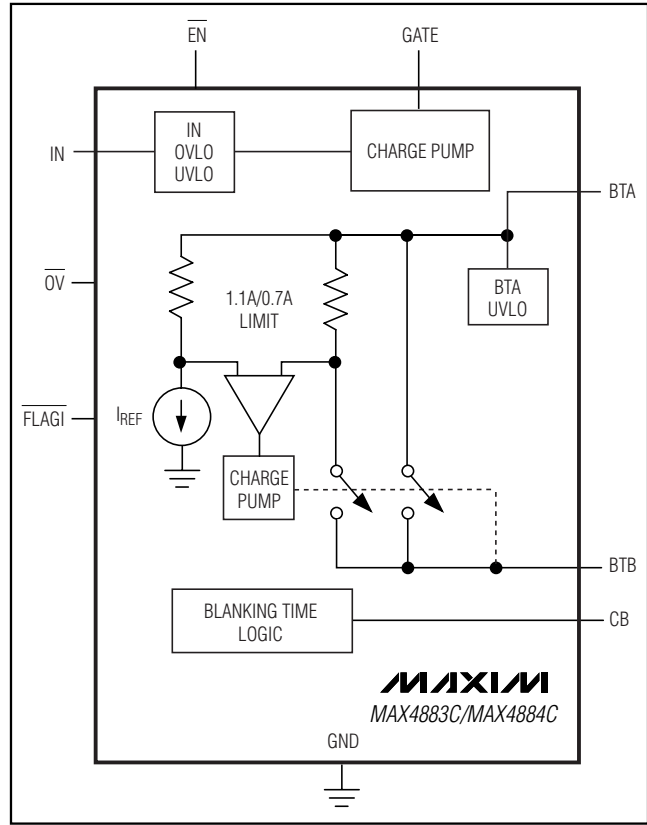 EN
GATE
IN
IN
OVLO
UVLO
CHARGE PUMP
BTA
OV
1.1A/0.7A
LIMIT
BTA
UVLO
FLAGI
IREF
CHARGE
PUMP
BTB
BLANKING TIME
LOGIC
CB
MAXIM
MAX4883C/MAX4884C
GND